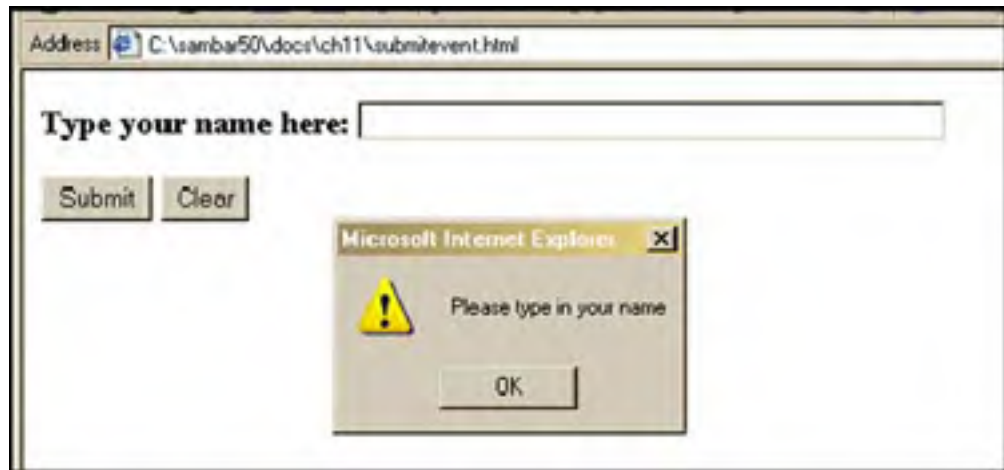 Address C:\sambar50\docs\ch11\submitevent.html
Type your name here:
Submit Clear
Microsoft Internet Explorer
Please type in your name
OK